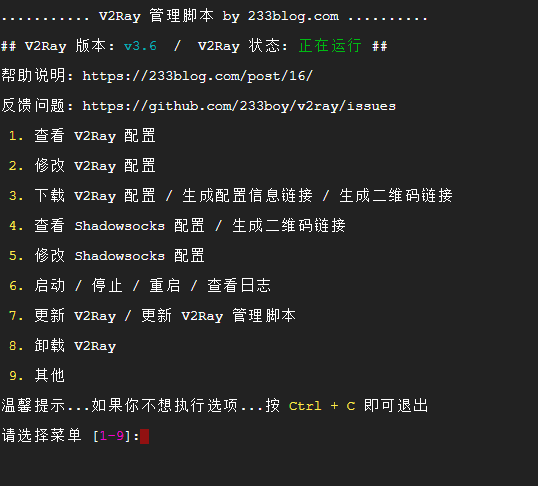 ........... V2Ray 管理脚本 by 233blog.com ..........
## V2Ray 版本: v3.6  /  V2Ray 状态: 正在运行 ##
帮助说明: https://233blog.com/post/16/
反馈问题: https://github.com/233boy/v2ray/issues
1. 查看 V2Ray 配置
2. 修改 V2Ray 配置
3. 下载 V2Ray 配置 / 生成配置信息链接 / 生成二维码链接
4. 查看 Shadowsocks 配置 / 生成二维码链接
5. 修改 Shadowsocks 配置
6. 启动 / 停止 / 重启 / 查看日志
7. 更新 V2Ray / 更新 V2Ray 管理脚本
8. 卸载 V2Ray
9. 其他
温馨提示...如果你不想执行选项...按 Ctrl + C 即可退出
请选择菜单 [1-9]: